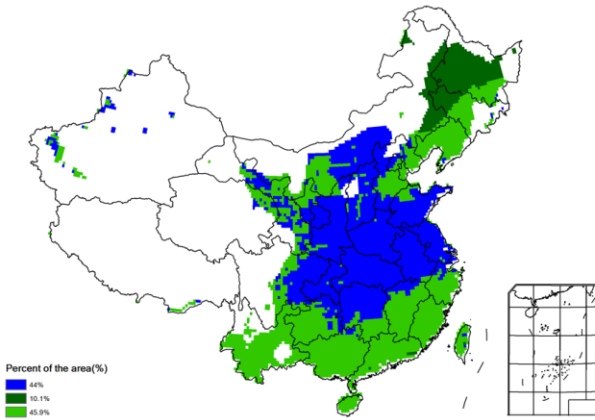 Percent of the area(%)
44%
10.1%
45.9%